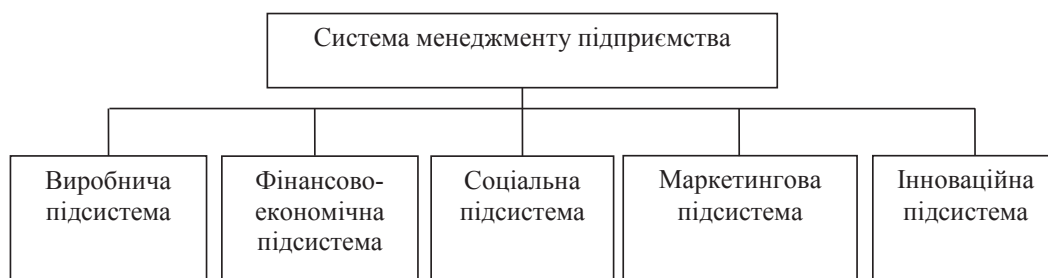 Система менеджменту підприємства
Виробнича
підсистема
Фінансово-
економічна
підсистема
Соціальна
підсистема
Маркетингова
підсистема
Інноваційна
підсистема